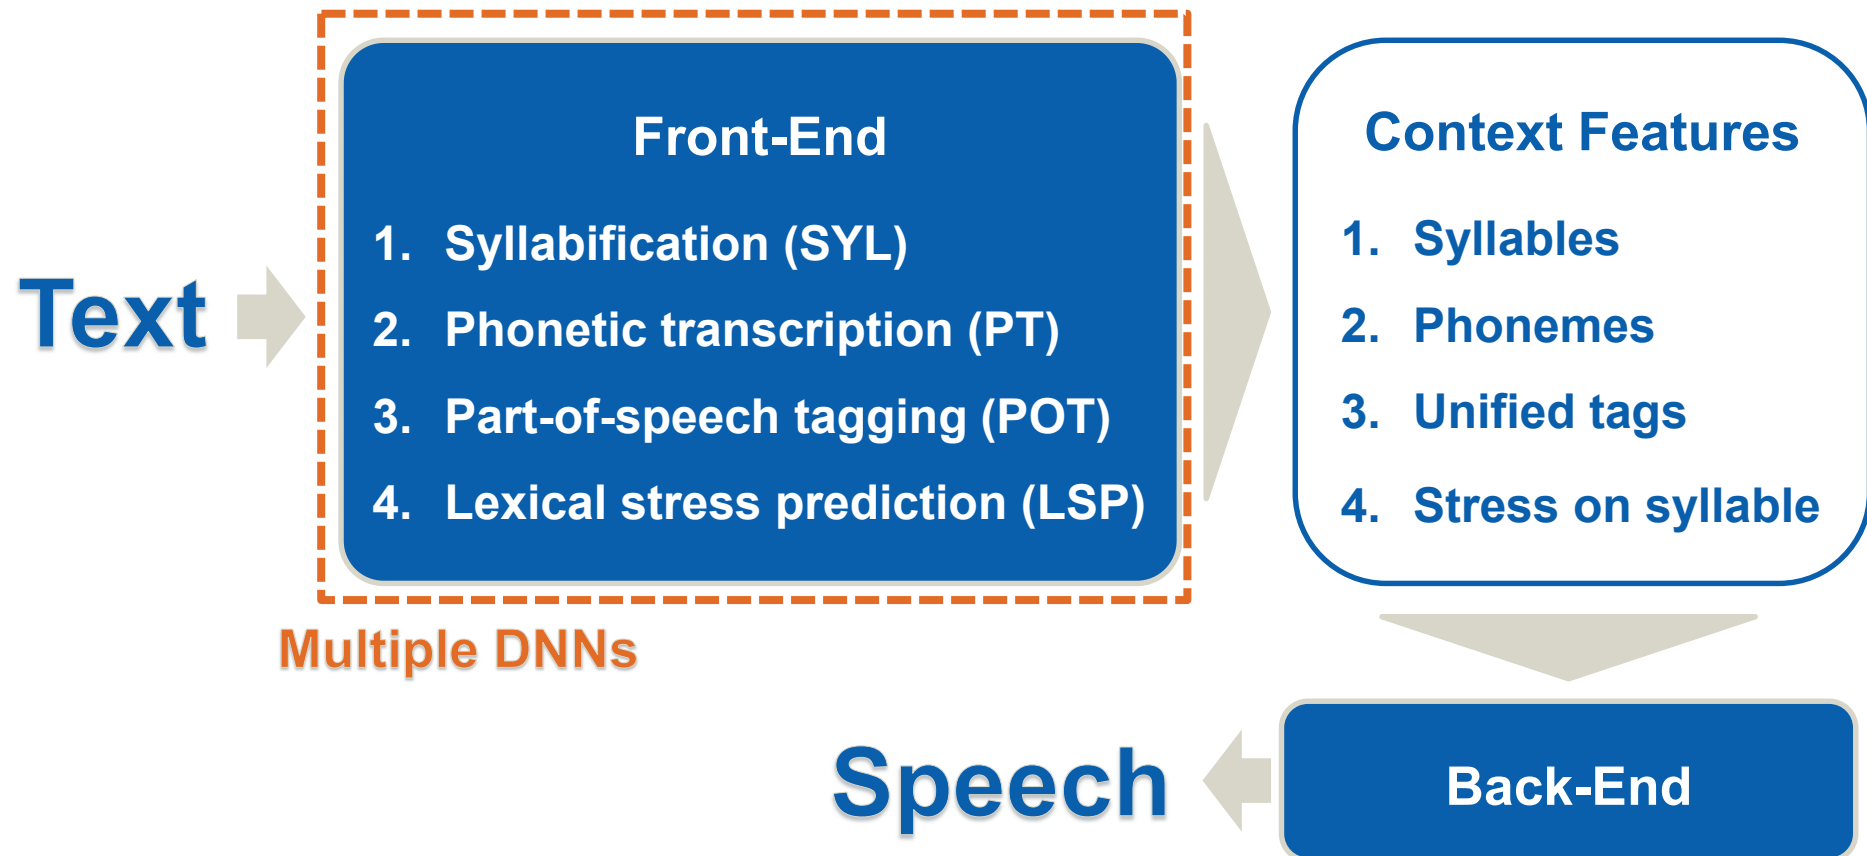 Text
Front-End
1. Syllabification (SYL)
2. Phonetic transcription (PT)
3. Part-of-speech tagging (POT)
4. Lexical stress prediction (LSP)
Multiple DNNs
Context Features
1. Syllables
2. Phonemes
3. Unified tags
4. Stress on syllable
Back-End
Speech